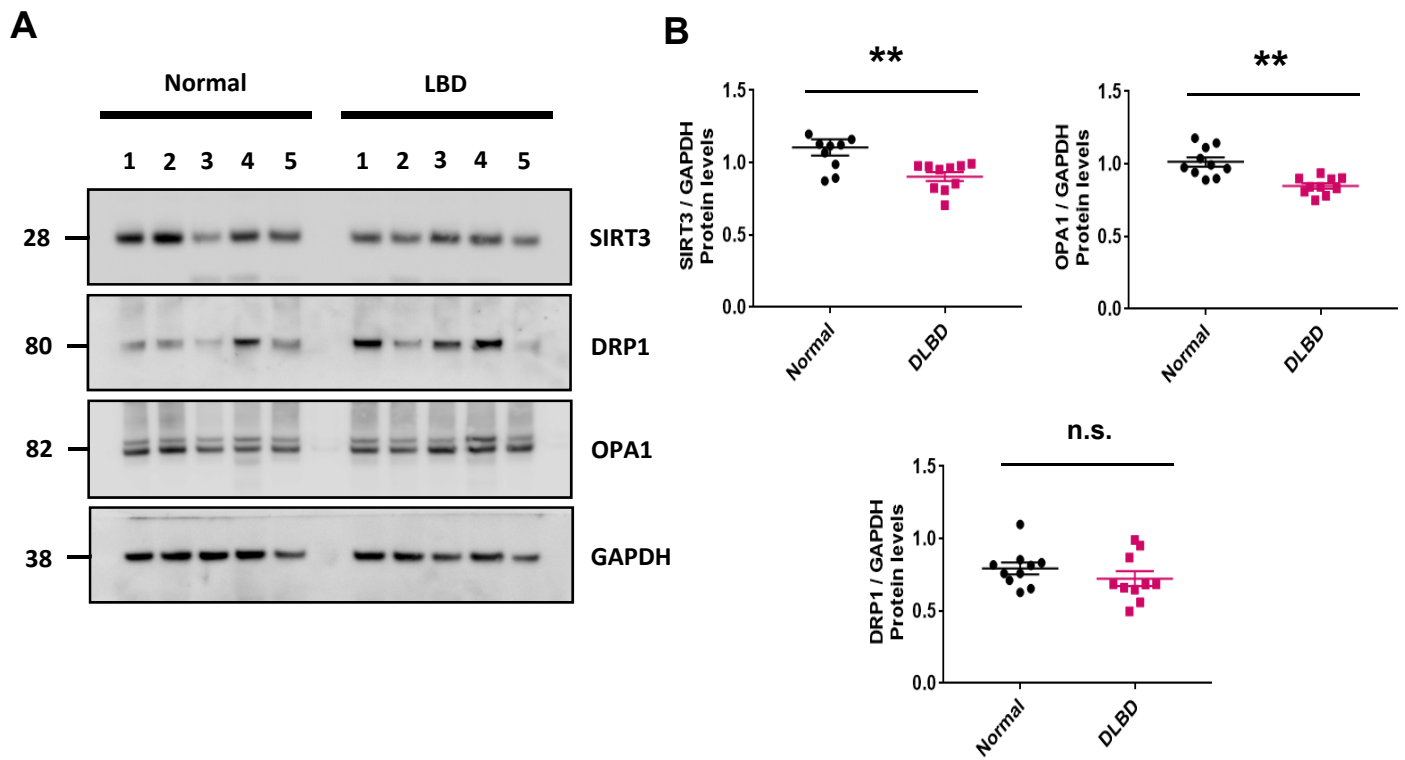 A
Normal LBD
1 2 3 4 5 1 2 3 4 5
28 SIRT3
80 DRP1
82 OPA1
38 GAPDH
B
**
1.5
1.0
0.5
0.0
SIRT3 / GAPDH
Protein levels
Normal DLBD
**
1.5
1.0
0.5
0.0
OPA1 / GAPDH
Protein levels
Normal DLBD
n.s.
1.5
1.0
0.5
0.0
DRP1 / GAPDH
Protein levels
Normal DLBD